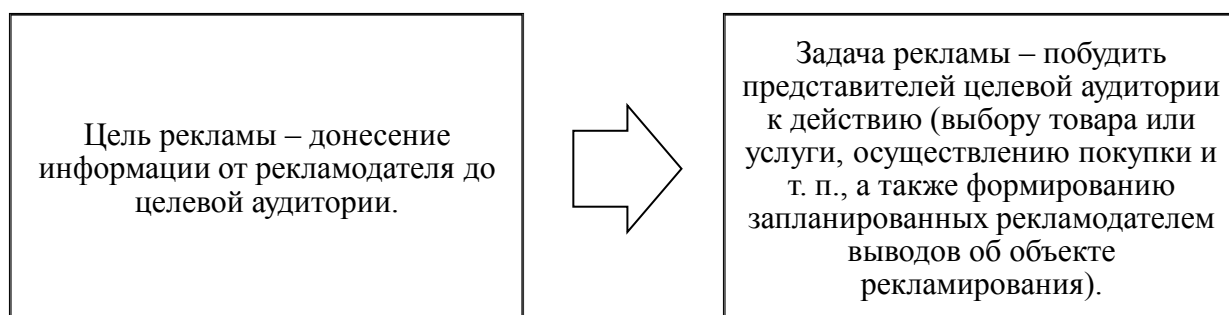 Цель рекламы – донесение
информации от рекламодателя до
целевой аудитории.
Задача рекламы – побудить
представителей целевой аудитории
к действию (выбору товара или
услуги, осуществлению покупки и
т. п., а также формированию
запланированных рекламодателем
выводов об объекте
рекламирования).